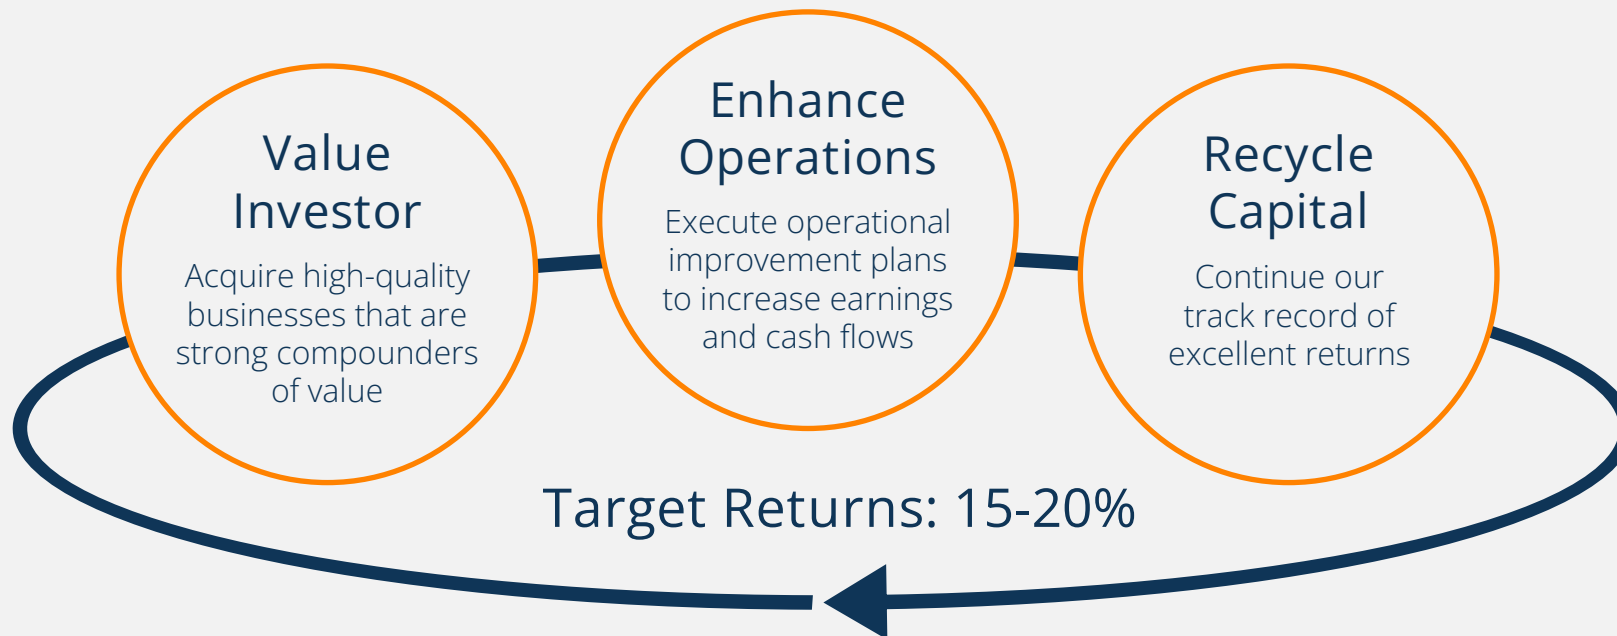 Value
Investor
Acquire high-quality
businesses that are
strong compounders
of value
Enhance
Operations
Execute operational
improvement plans
to increase earnings
and cash flows
Recycle
Capital
Continue our
track record of
excellent returns
Target Returns: 15-20%